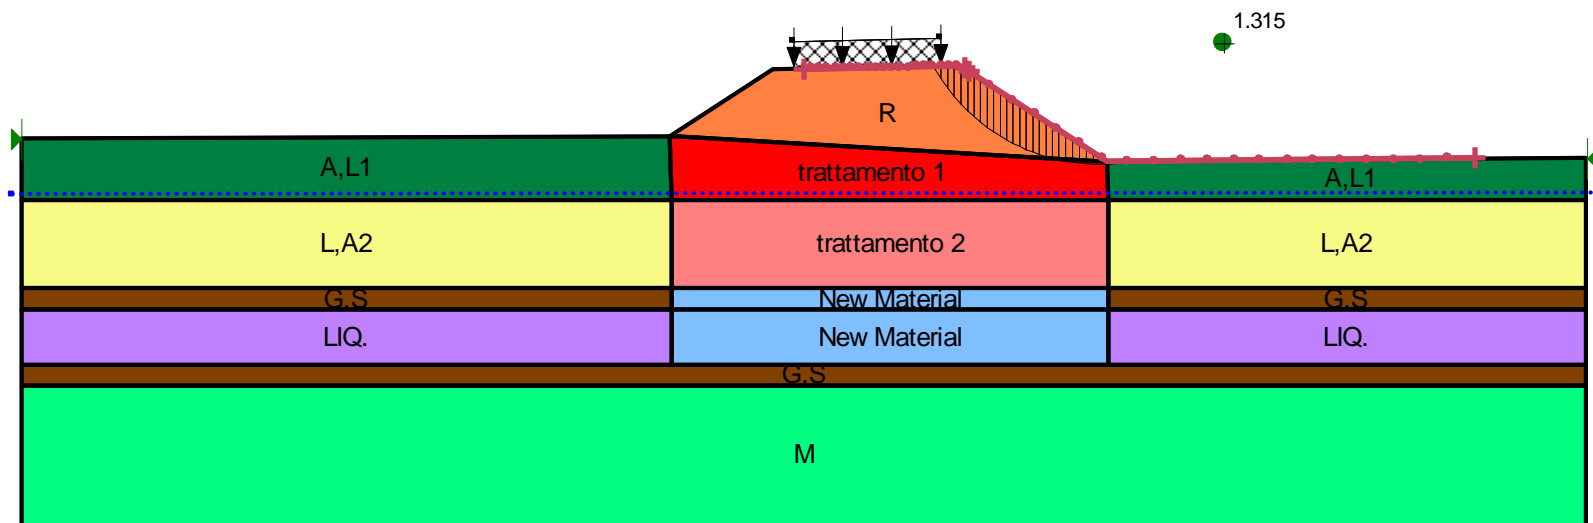 1.315
R
A,L1
trattamento 1
A,L1
L,A2
trattamento 2
L,A2
G.S
New Material
G.S
LIQ.
New Material
LIQ.
G.S
M